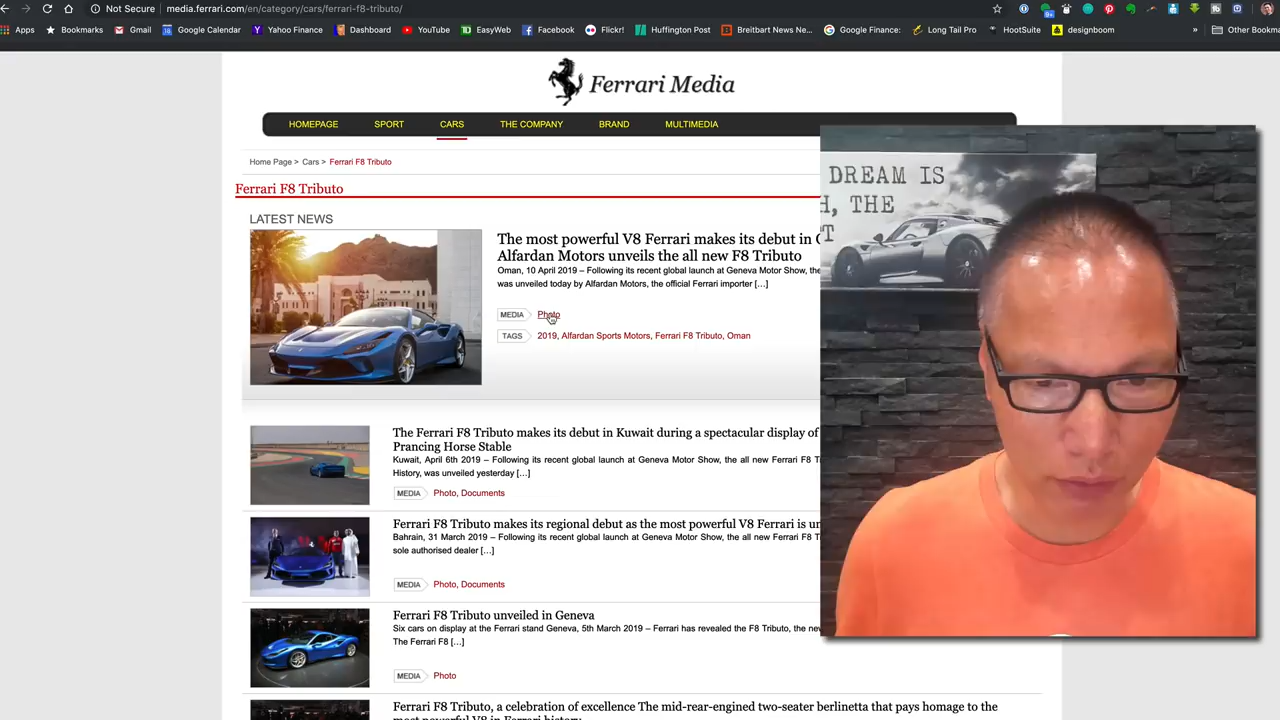 Not Secure | media.ferrari.com/en/category/Cars/Ferrari-F8-Tributo/
Apps Bookmarks Gmail Google Calendar Yahoo Finance Dashboard YouTube EasyWeb Facebook Flickr! Huffington Post Breitbart News Ne... Google Finance: Long Tail Pro HootSuite designboom » Other Bookma
Ferrari Media
HOMEPAGE SPORT CARS THE COMPANY BRAND MULTIMEDIA
Home Page > Cars > Ferrari F8 Tributo
Ferrari F8 Tributo
DREAM IS
H, THE
T
LATEST NEWS
The most powerful V8 Ferrari makes its debut in
Alfardan Motors unveils the all new F8 Tributo
Oman, 10 April 2019 – Following its recent global launch at Geneva Motor Show, the
was unveiled today by Alfardan Motors, the official Ferrari importer […]
MEDIA Photo
TAGS 2019, Alfardan Sports Motors, Ferrari F8 Tributo, Oman
The Ferrari F8 Tributo makes its debut in Kuwait during a spectacular display of
Prancing Horse Stable
Kuwait, April 6th 2019 – Following its recent global launch at Geneva Motor Show, the all new Ferrari F8 T
History, was unveiled yesterday […]
MEDIA Photo, Documents
Ferrari F8 Tributo makes its regional debut as the most powerful V8 Ferrari is un
Bahrain, 31 March 2019 – Following its recent global launch at Geneva Motor Show, the all new Ferrari F8 T
sole authorised dealer […]
MEDIA Photo, Documents
Ferrari F8 Tributo unveiled in Geneva
Six cars on display at the Ferrari stand Geneva, 5th March 2019 – Ferrari has revealed the F8 Tributo, the new
The Ferrari F8 […]
MEDIA Photo
Ferrari F8 Tributo, a celebration of excellence The mid-rear-engined two-seater berlinetta that pays homage to the
most powerful V8 in Ferrari history